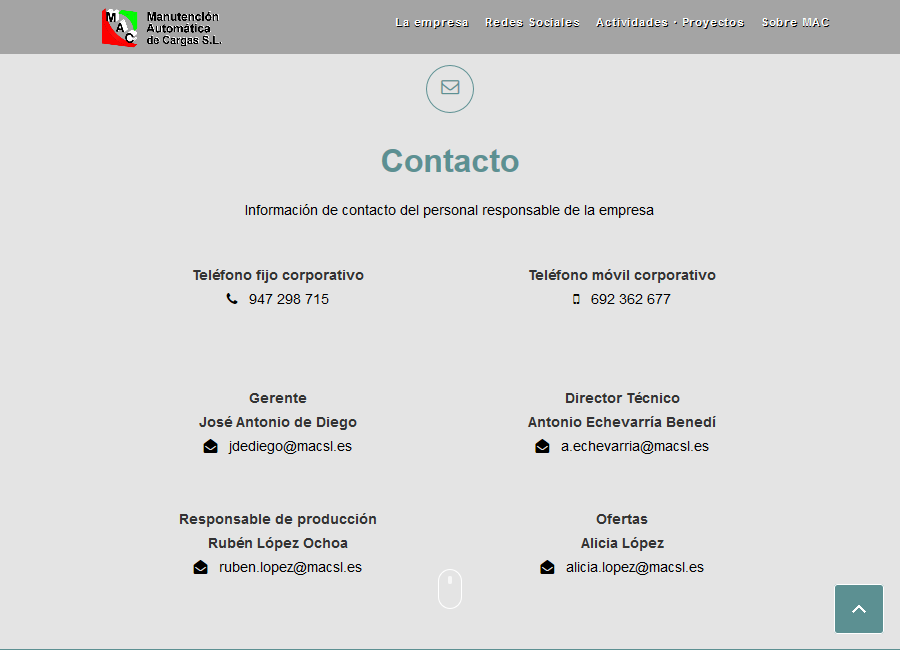 MAC
Manutención
Automática
de Cargas S.L.
La empresa Redes Sociales Actividades · Proyectos Sobre MAC
Contacto
Información de contacto del personal responsable de la empresa
Teléfono fijo corporativo Teléfono móvil corporativo
947 298 715 692 362 677
Gerente Director Técnico
José Antonio de Diego Antonio Echevarría Benedí
jdediego@macsl.es a.echevarria@macsl.es
Responsable de producción Ofertas
Rubén López Ochoa Alicia López
ruben.lopez@macsl.es alicia.lopez@macsl.es